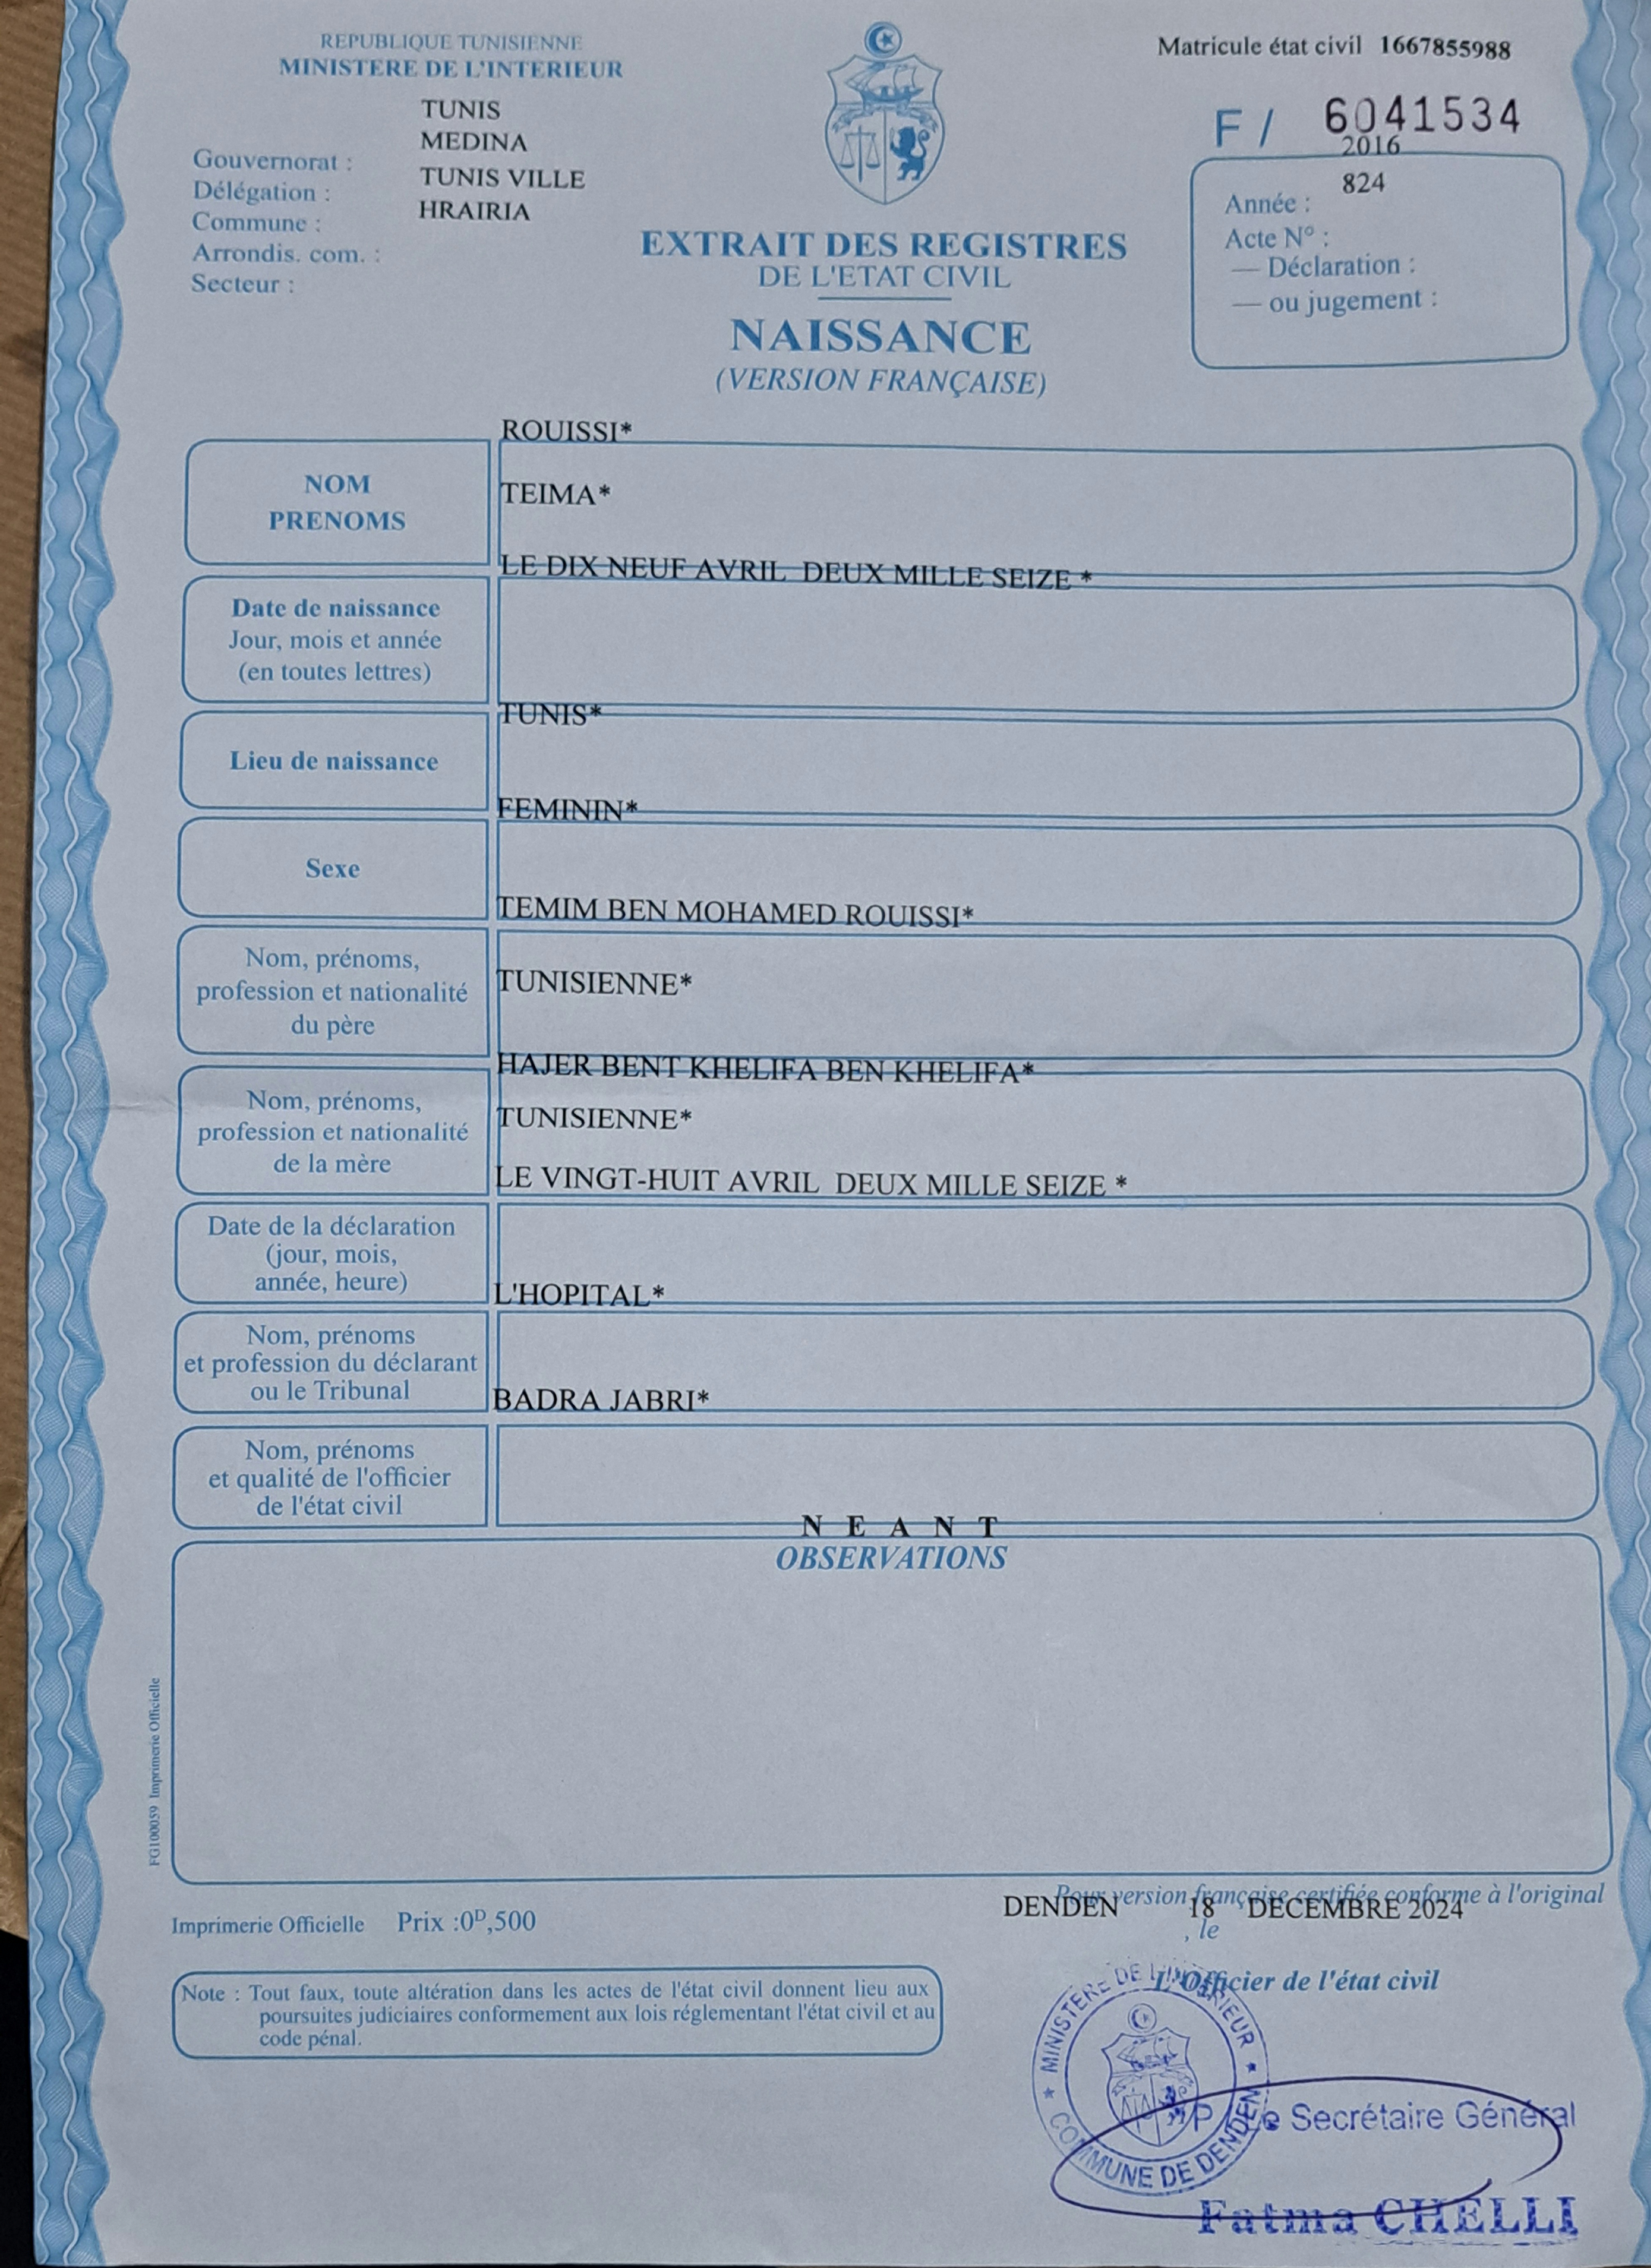 REPUBLIQUE TUNISIENNE
MINISTERE DE L'INTERIEUR
Matricule état civil 1667855988
TUNIS
MEDINA
TUNIS VILLE
HRAIRIA
Gouvernorat :
Délégation :
Commune :
Arrondis. com. :
Secteur :
F / 6041534
2016
824
Année :
Acte N° :
— Déclaration :
— ou jugement :
EXTRAIT DES REGISTRES
DE L'ETAT CIVIL
NAISSANCE
(VERSION FRANÇAISE)
ROUISSI*
NOM
PRENOMS
TEIMA*
LE DIX NEUF AVRIL DEUX MILLE SEIZE *
Date de naissance
Jour, mois et année
(en toutes lettres)
TUNIS*
Lieu de naissance
FEMININ*
Sexe
TEMIM BEN MOHAMED ROUISSI*
Nom, prénoms,
profession et nationalité
du père
TUNISIENNE*
HAJER BENT KHELIFA BEN KHELIFA*
Nom, prénoms,
profession et nationalité
de la mère
TUNISIENNE*
LE VINGT-HUIT AVRIL DEUX MILLE SEIZE *
Date de la déclaration
(jour, mois,
année, heure)
L'HOPITAL*
Nom, prénoms
et profession du déclarant
ou le Tribunal
BADRA JABRI*
Nom, prénoms
et qualité de l'officier
de l'état civil
N E A N T
OBSERVATIONS
FG100059 Imprimerie Officielle
Pour version française certifiée conforme à l'original
DENDEN 18 DECEMBRE 2024
, le
Imprimerie Officielle Prix :0ᴰ,500
L'Officier de l'état civil
Note : Tout faux, toute altération dans les actes de l'état civil donnent lieu aux
poursuites judiciaires conformement aux lois réglementant l'état civil et au
code pénal.
* MINISTERE DE L'INTERIEUR *
COMMUNE DE DENDEN
P / Le Secrétaire Général
Fatma CHELLI